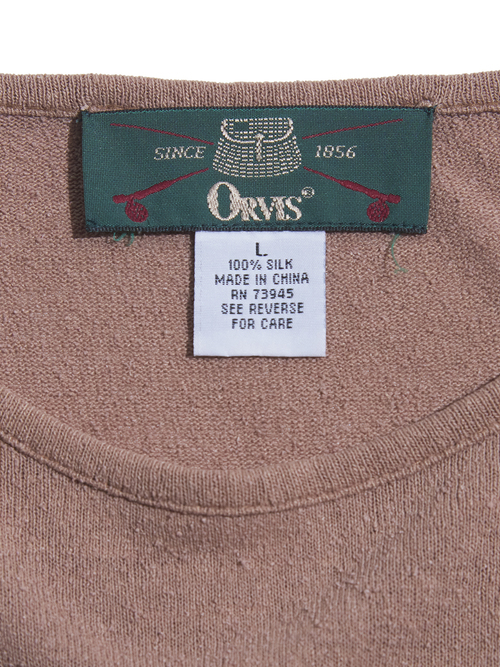 SINCE 1856
ORVIS®
L
100% SILK
MADE IN CHINA
RN 73945
SEE REVERSE
FOR CARE